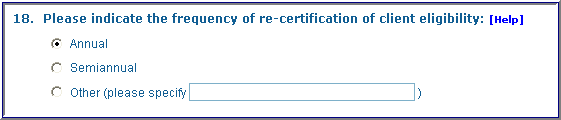 18. Please indicate the frequency of re-certification of client eligibility: [Help]
Annual
Semiannual
Other (please specify )